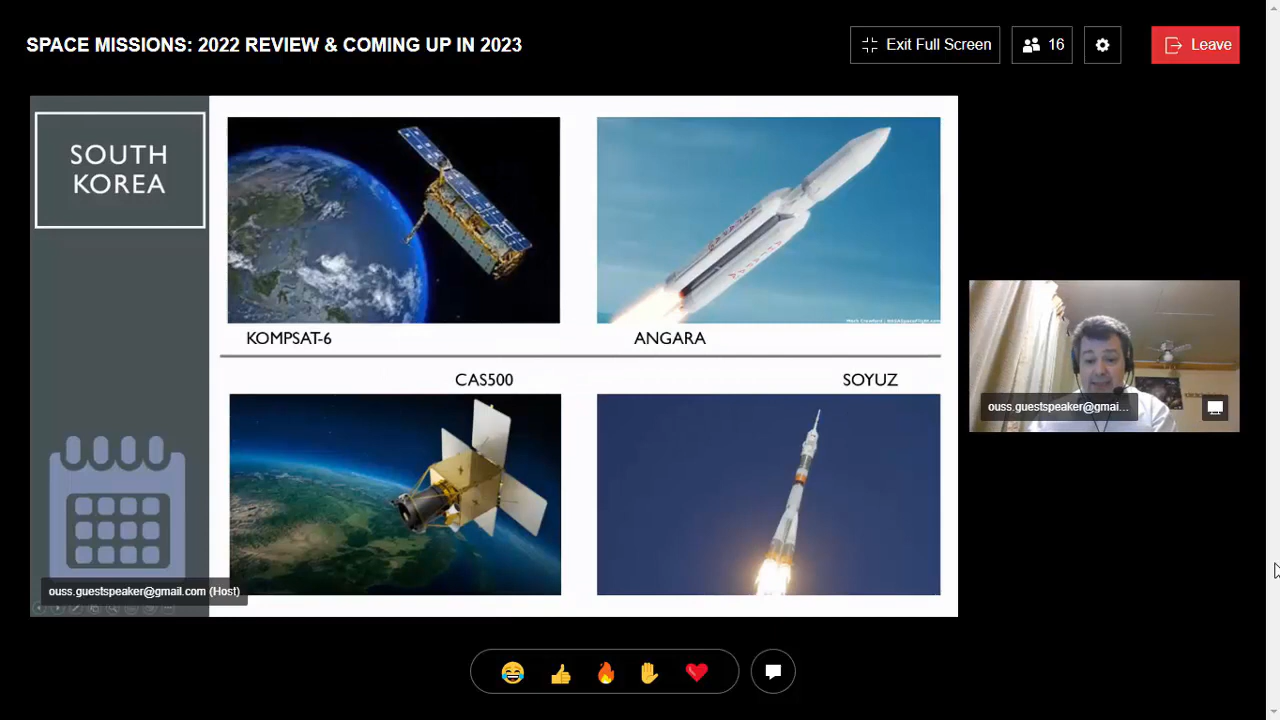 SPACE MISSIONS: 2022 REVIEW & COMING UP IN 2023
Exit Full Screen
16
Leave
SOUTH
KOREA
KOMPSAT-6
ANGARA
CAS500
SOYUZ
ouss.guestspeaker@gmai...
ouss.guestspeaker@gmail.com (Host)